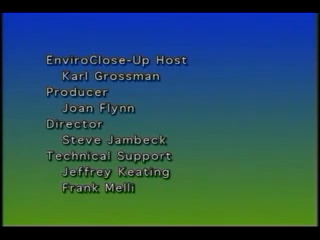 EnviroClose-Up Host
Karl Grossman
Producer
Joan Flynn
Director
Steve Jambeck
Technical Support
Jeffrey Keating
Frank Melli